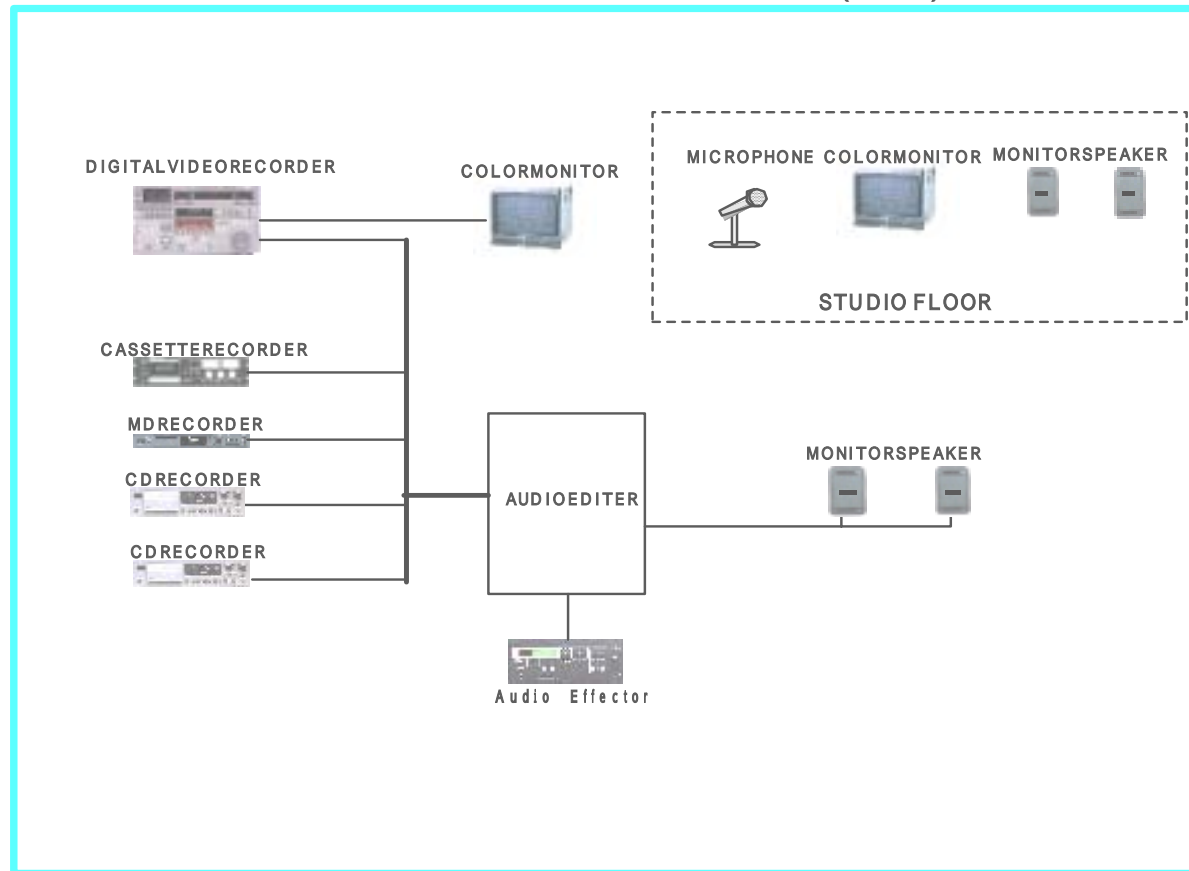 DIGITALVIDEORECORDER
COLORMONITOR
MICROPHONE
COLORMONITOR
MONITORSPEAKER
STUDIO FLOOR
CASSETTERECORDER
MDRECORDER
CDRECORDER
CDRECORDER
AUDIOEDITER
MONITORSPEAKER
Audio Effector